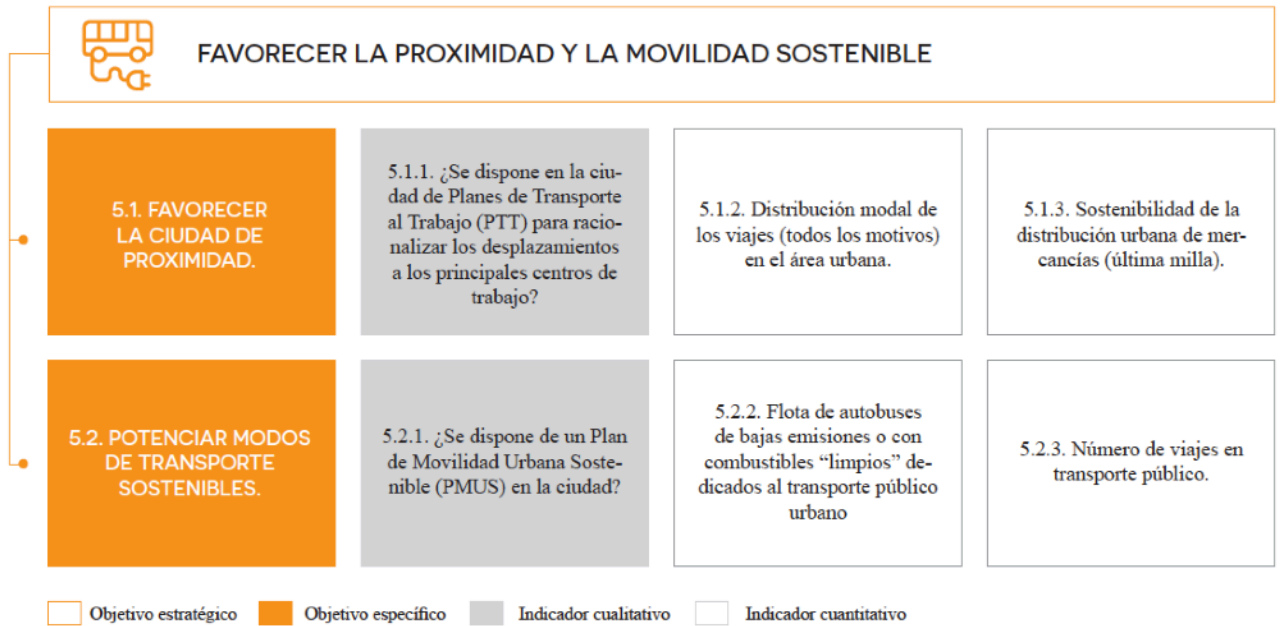 FAVORECER LA PROXIMIDAD Y LA MOVILIDAD SOSTENIBLE
5.1. FAVORECER
LA CIUDAD DE
PROXIMIDAD.
5.1.1. ¿Se dispone en la ciu-
dad de Planes de Transporte
al Trabajo (PTT) para racio-
nalizar los desplazamientos
a los principales centros de
trabajo?
5.1.2. Distribución modal de
los viajes (todos los motivos)
en el área urbana.
5.1.3. Sostenibilidad de la
distribución urbana de mer-
cancías (última milla).
5.2. POTENCIAR MODOS
DE TRANSPORTE
SOSTENIBLES.
5.2.1. ¿Se dispone de un Plan
de Movilidad Urbana Soste-
nible (PMUS) en la ciudad?
5.2.2. Flota de autobuses
de bajas emisiones o con
combustibles “limpios” de-
dicados al transporte público
urbano
5.2.3. Número de viajes en
transporte público.
Objetivo estratégico Objetivo específico Indicador cualitativo Indicador cuantitativo